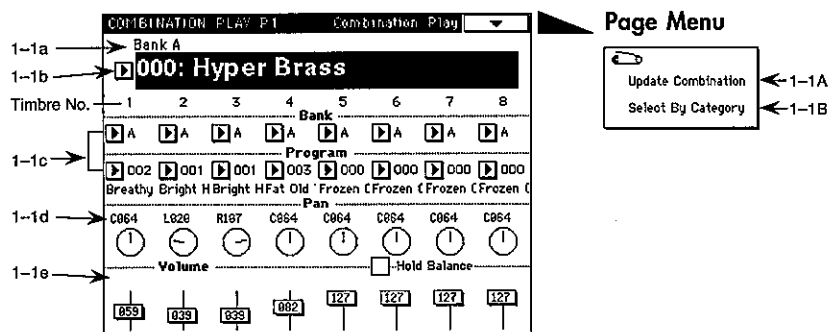 COMBINATION PLAY P1 Combination Play
Page Menu
1–1a Bank A
1–1b 000: Hyper Brass
Update Combination 1–1A
Select By Category 1–1B
Timbre No. 1 2 3 4 5 6 7 8
Bank
A A A A A A A A
1–1c
Program
002 001 001 003 000 000 000 000
Breathy Bright H Bright H Fat Old Frozen C Frozen C Frozen C Frozen C
Pan
1–1d C064 L020 R107 C064 C064 C064 C064 C064
1–1e Volume Hold Balance
059 039 039 082 127 127 127 127